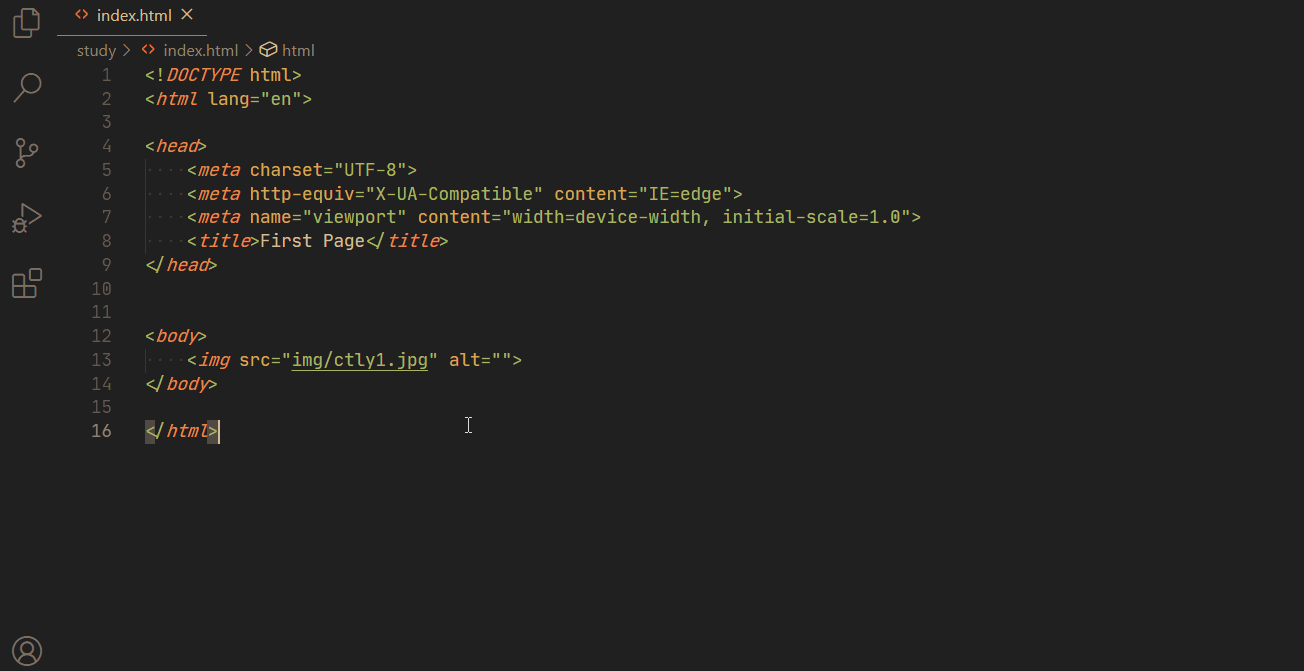 index.html
study > index.html > html
1 <!DOCTYPE html>
2 <html lang="en">
3
4 <head>
5 <meta charset="UTF-8">
6 <meta http-equiv="X-UA-Compatible" content="IE=edge">
7 <meta name="viewport" content="width=device-width, initial-scale=1.0">
8 <title>First Page</title>
9 </head>
10
11
12 <body>
13 <img src="img/ctly1.jpg" alt="">
14 </body>
15
16 </html>